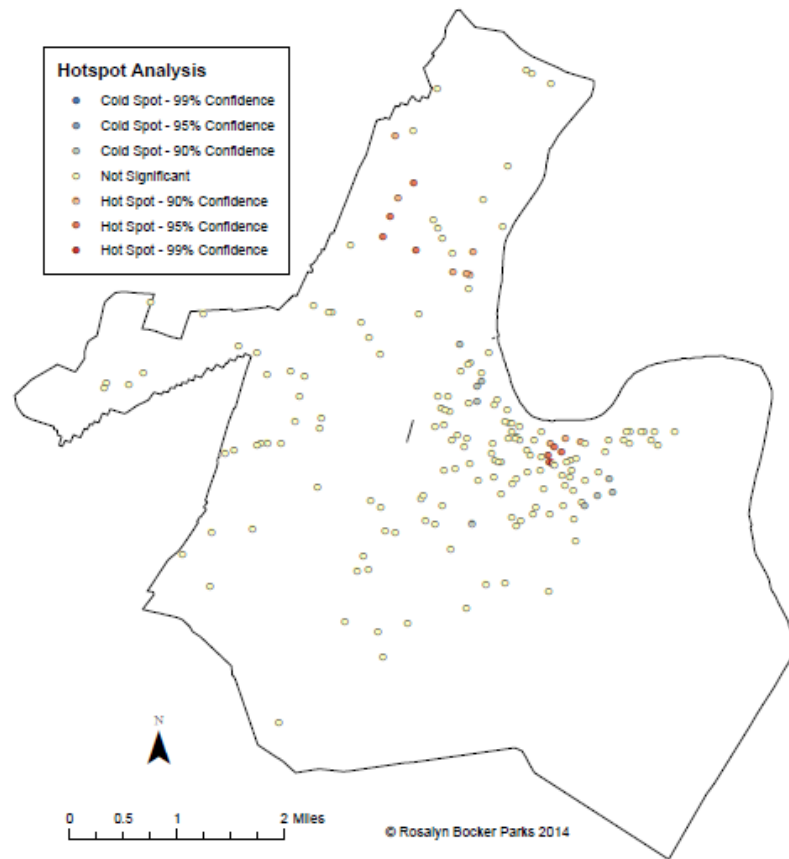 Hotspot Analysis
Cold Spot - 99% Confidence
Cold Spot - 95% Confidence
Cold Spot - 90% Confidence
Not Significant
Hot Spot - 90% Confidence
Hot Spot - 95% Confidence
Hot Spot - 99% Confidence
N
0 0.5 1 2 Miles
© Rosalyn Bocker Parks 2014